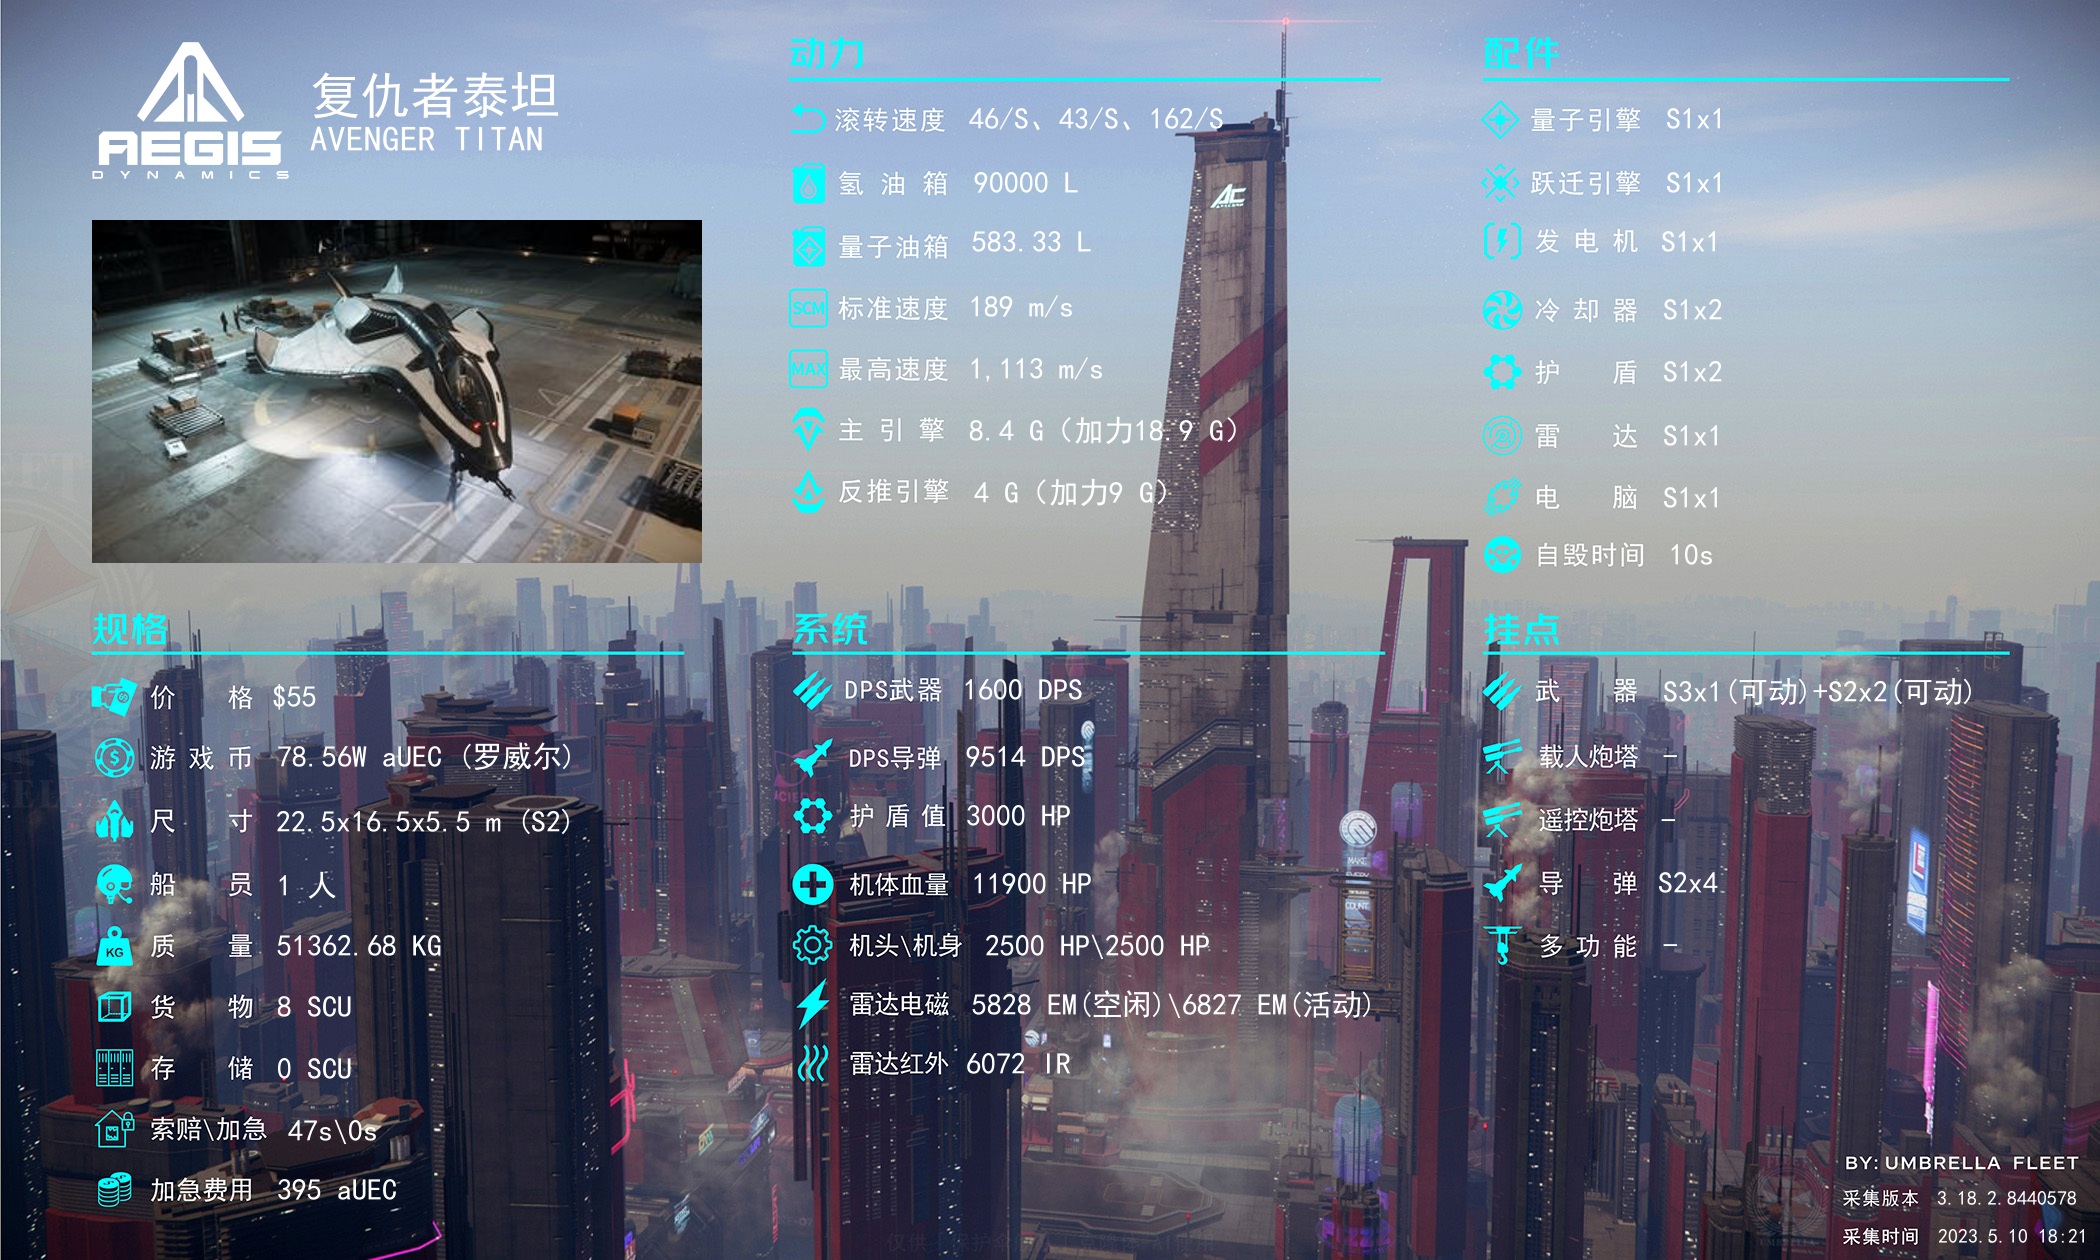 AEGIS
DYNAMICS
复仇者泰坦
AVENGER TITAN
动力
滚转速度 46/S、43/S、162/S
氢油箱 90000 L
量子油箱 583.33 L
SCM 标准速度 189 m/s
MAX 最高速度 1,113 m/s
主引擎 8.4 G（加力18.9 G）
反推引擎 4 G（加力9 G）
配件
量子引擎 S1x1
跃迁引擎 S1x1
发电机 S1x1
冷却器 S1x2
护盾 S1x2
雷达 S1x1
电脑 S1x1
自毁时间 10s
规格
价格 $55
游戏币 78.56W aUEC (罗威尔)
尺寸 22.5x16.5x5.5 m (S2)
船员 1 人
KG 质量 51362.68 KG
货物 8 SCU
存储 0 SCU
索赔\加急 47s\0s
加急费用 395 aUEC
系统
DPS武器 1600 DPS
DPS导弹 9514 DPS
护盾值 3000 HP
机体血量 11900 HP
机头\机身 2500 HP\2500 HP
雷达电磁 5828 EM(空闲)\6827 EM(活动)
雷达红外 6072 IR
挂点
武器 S3x1(可动)+S2x2(可动)
载人炮塔 -
遥控炮塔 -
导弹 S2x4
多功能 -
AC
MAKE
EVERY
COUNT
BY: UMBRELLA FLEET
采集版本 3.18.2.8440578
采集时间 2023.5.10 18:21